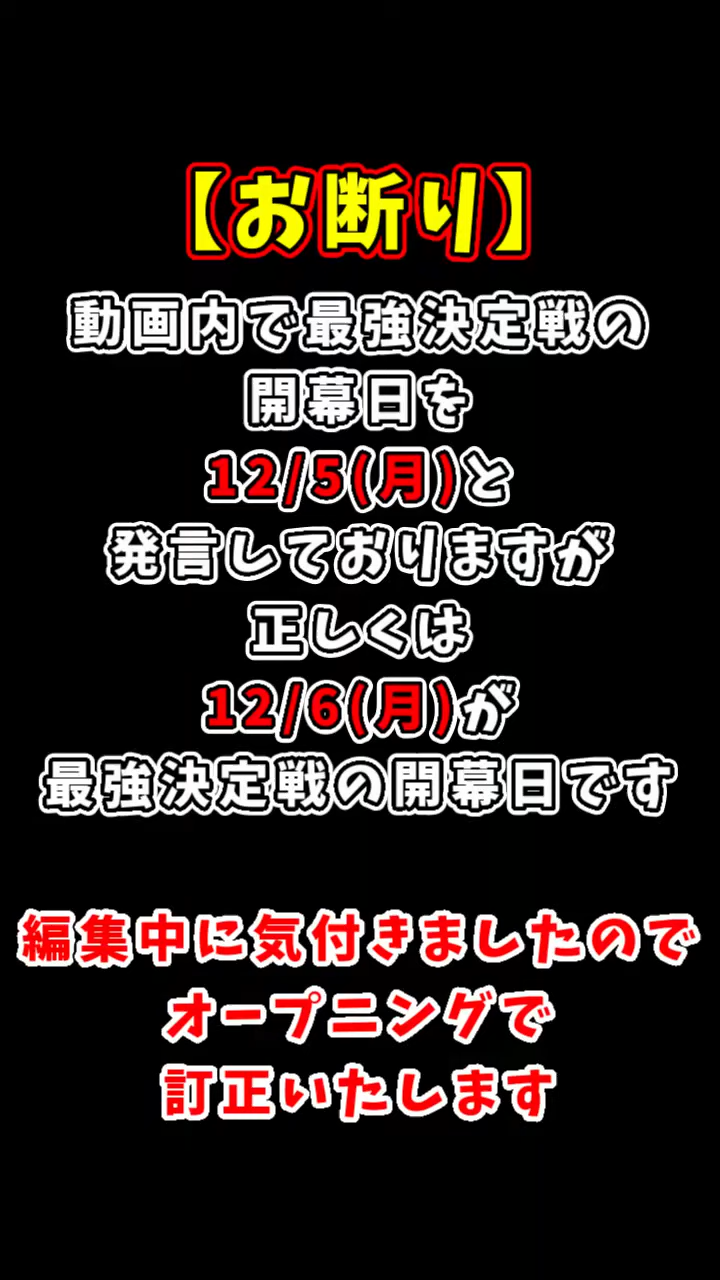 【お断り】
動画内で最強決定戦の
開幕日を
12/5(月)と
発言しておりますが
正しくは
12/6(月)が
最強決定戦の開幕日です
編集中に気付きましたので
オープニングで
訂正いたします